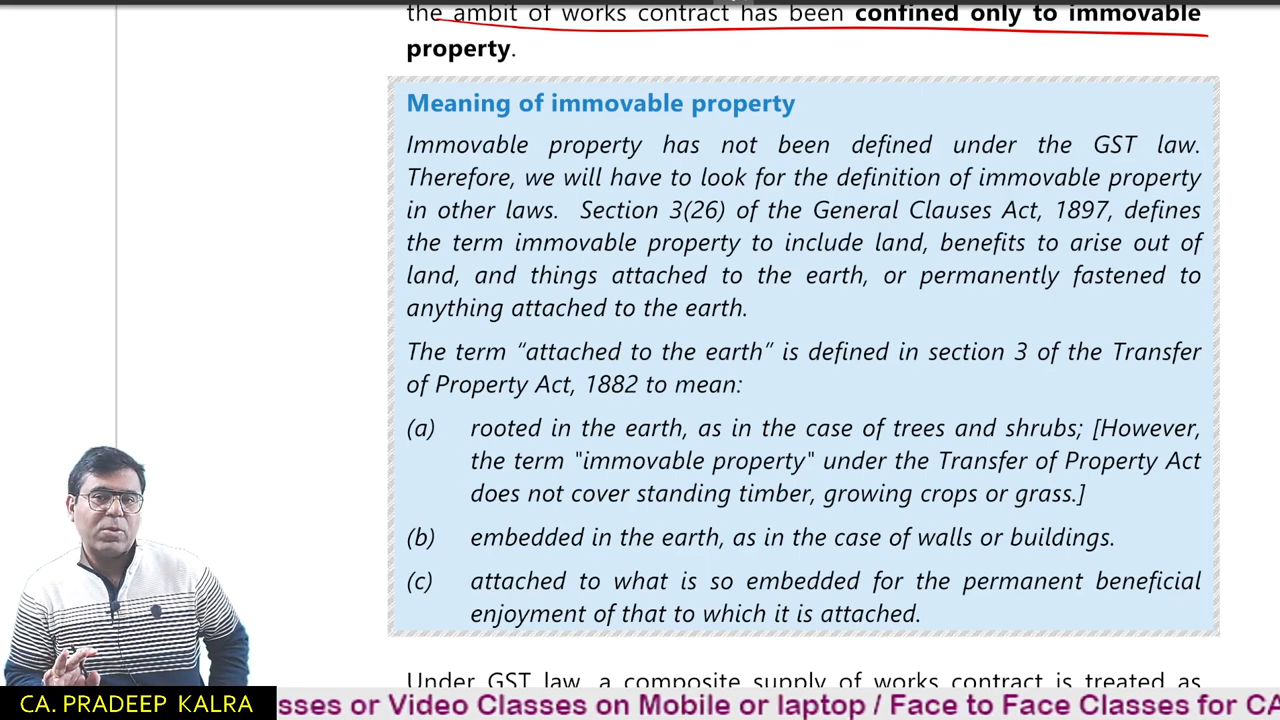 the ambit of works contract has been confined only to immovable
property.
Meaning of immovable property
Immovable property has not been defined under the GST law.
Therefore, we will have to look for the definition of immovable property
in other laws. Section 3(26) of the General Clauses Act, 1897, defines
the term immovable property to include land, benefits to arise out of
land, and things attached to the earth, or permanently fastened to
anything attached to the earth.
The term “attached to the earth” is defined in section 3 of the Transfer
of Property Act, 1882 to mean:
(a) rooted in the earth, as in the case of trees and shrubs; [However,
the term "immovable property" under the Transfer of Property Act
does not cover standing timber, growing crops or grass.]
(b) embedded in the earth, as in the case of walls or buildings.
(c) attached to what is so embedded for the permanent beneficial
enjoyment of that to which it is attached.
Under GST law, a composite supply of works contract is treated as
CA. PRADEEP KALRA
sses or Video Classes on Mobile or laptop / Face to Face Classes for CA